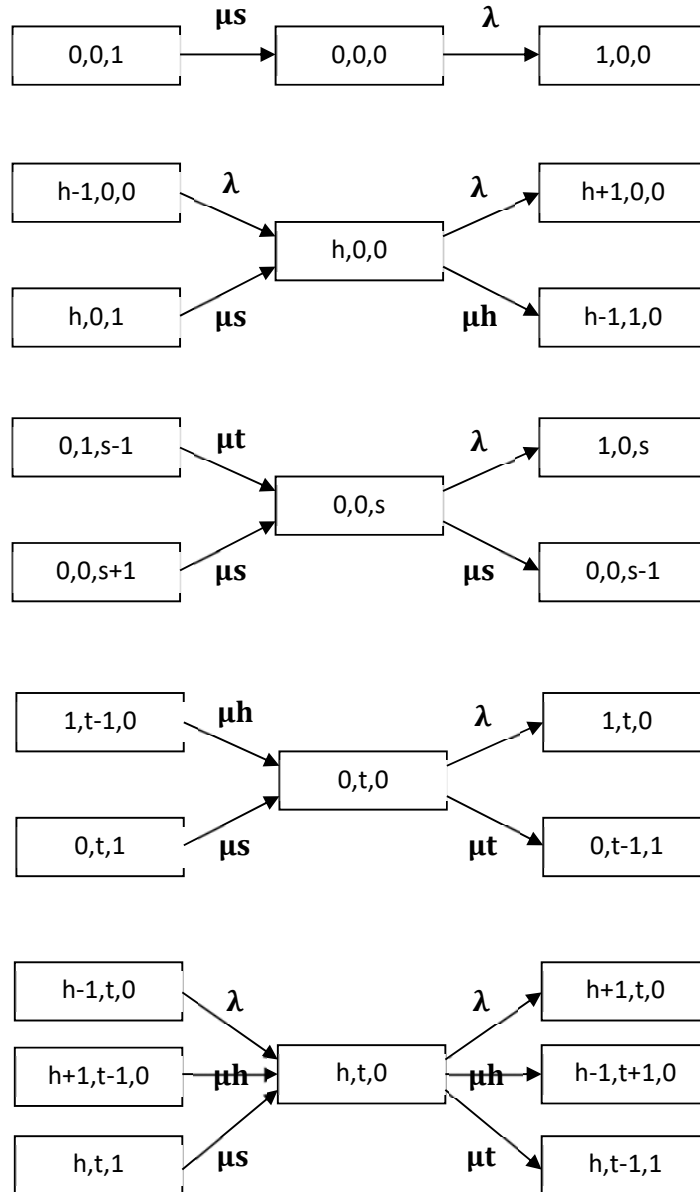 μs λ
0,0,1 0,0,0 1,0,0
h-1,0,0 λ λ h+1,0,0
h,0,0
h,0,1 μs μh h-1,1,0
0,1,s-1 μt λ 1,0,s
0,0,s
0,0,s+1 μs μs 0,0,s-1
1,t-1,0 μh λ 1,t,0
0,t,0
0,t,1 μs μt 0,t-1,1
h-1,t,0 λ λ h+1,t,0
h+1,t-1,0 μh h,t,0 μh h-1,t+1,0
h,t,1 μs μt h,t-1,1